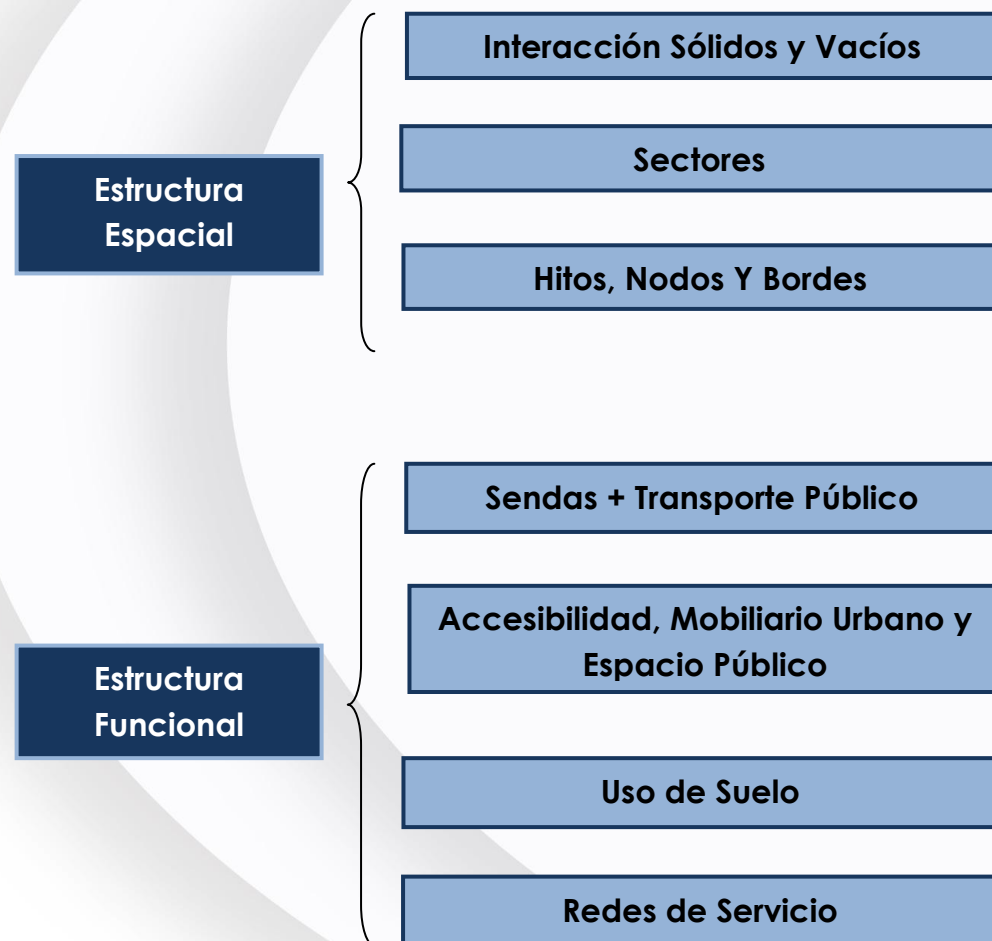 Estructura
Espacial
Interacción Sólidos y Vacíos
Sectores
Hitos, Nodos Y Bordes
Estructura
Funcional
Sendas + Transporte Público
Accesibilidad, Mobiliario Urbano y
Espacio Público
Uso de Suelo
Redes de Servicio